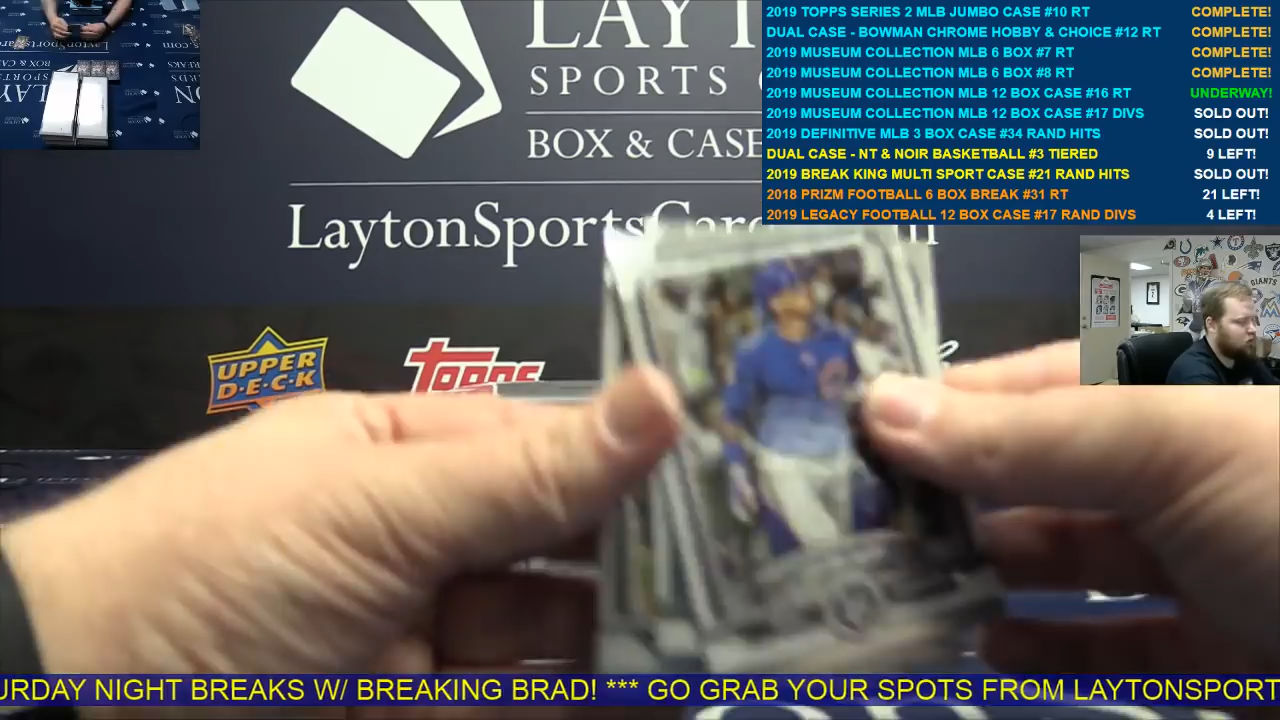 LAYT
SPORTS
BOX & CASE
LaytonSportsCar
UPPER
D·E·C·K
TOPPS
2019 TOPPS SERIES 2 MLB JUMBO CASE #10 RT COMPLETE!
DUAL CASE - BOWMAN CHROME HOBBY & CHOICE #12 RT COMPLETE!
2019 MUSEUM COLLECTION MLB 6 BOX #7 RT COMPLETE!
2019 MUSEUM COLLECTION MLB 6 BOX #8 RT COMPLETE!
2019 MUSEUM COLLECTION MLB 12 BOX CASE #16 RT UNDERWAY!
2019 MUSEUM COLLECTION MLB 12 BOX CASE #17 DIVS SOLD OUT!
2019 DEFINITIVE MLB 3 BOX CASE #34 RAND HITS SOLD OUT!
DUAL CASE - NT & NOIR BASKETBALL #3 TIERED 9 LEFT!
2019 BREAK KING MULTI SPORT CASE #21 RAND HITS SOLD OUT!
2018 PRIZM FOOTBALL 6 BOX BREAK #31 RT 21 LEFT!
2019 LEGACY FOOTBALL 12 BOX CASE #17 RAND DIVS 4 LEFT!
URDAY NIGHT BREAKS W/ BREAKING BRAD! *** GO GRAB YOUR SPOTS FROM LAYTONSPORT